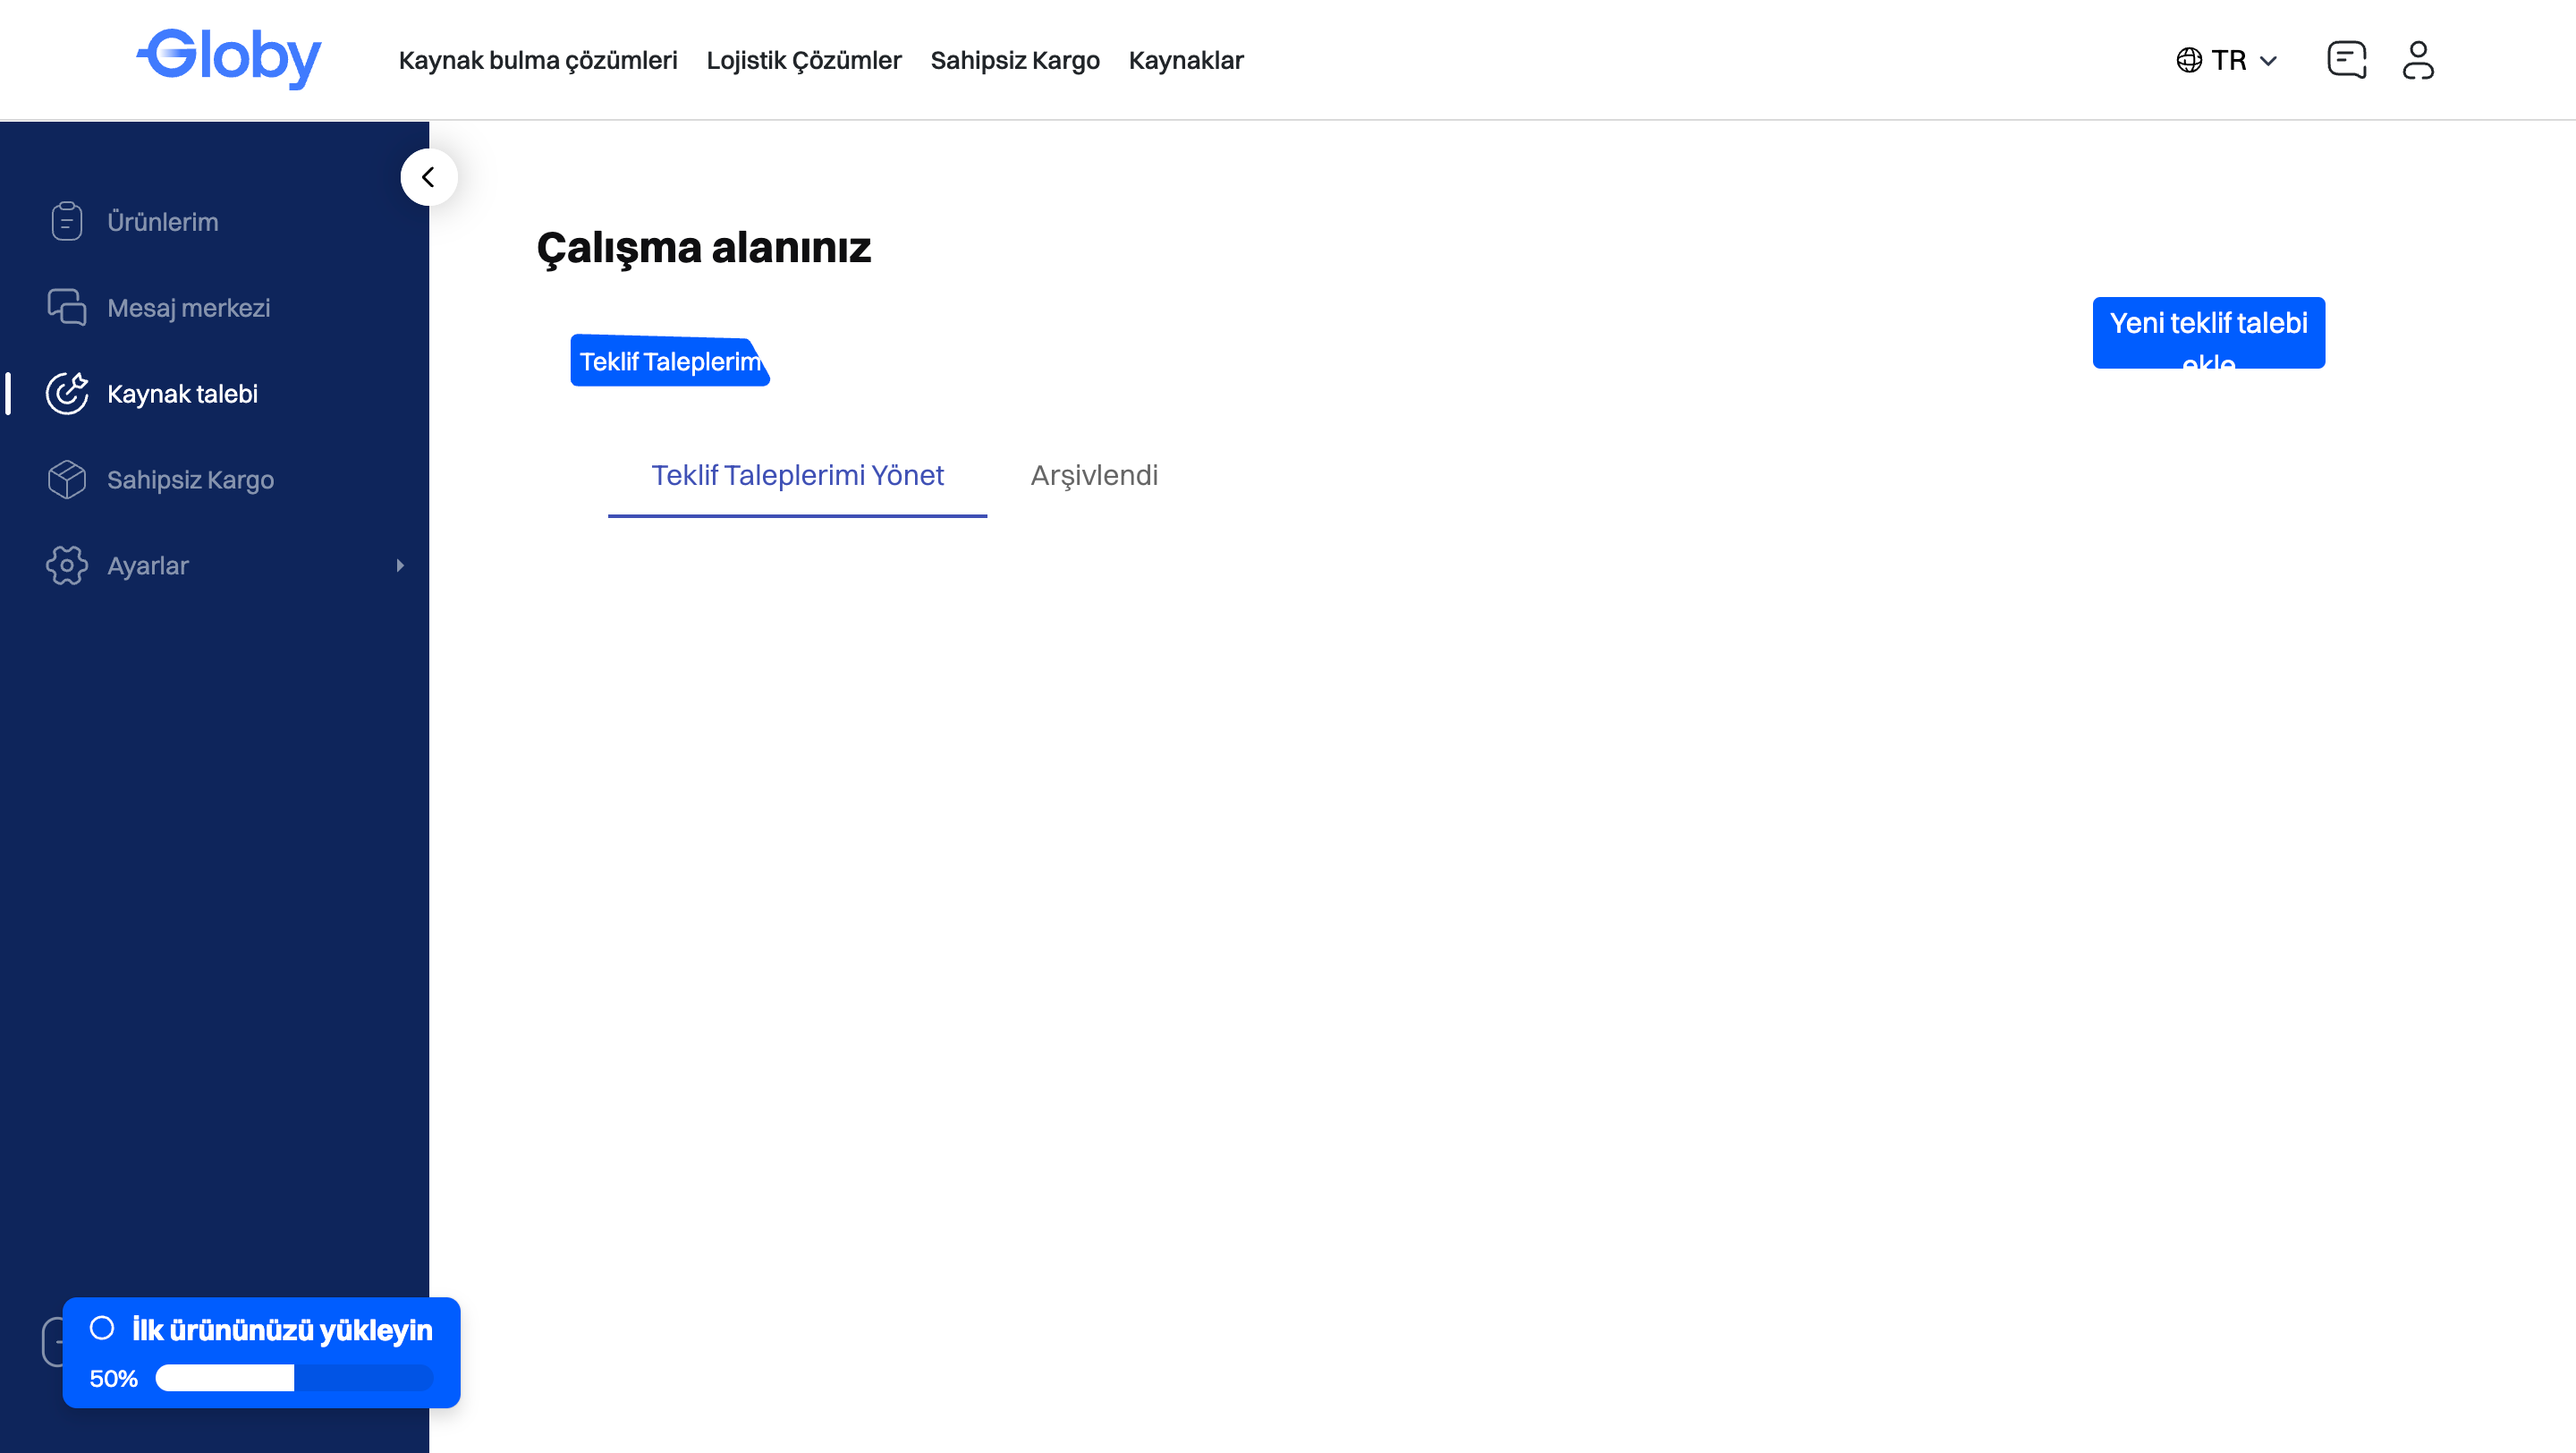 Globy
Kaynak bulma çözümleri
Lojistik Çözümler
Sahipsiz Kargo
Kaynaklar
TR
Ürünlerim
Mesaj merkezi
Kaynak talebi
Sahipsiz Kargo
Ayarlar
Çalışma alanınız
Yeni teklif talebi
ekle
Teklif Taleplerim
Teklif Taleplerimi Yönet
Arşivlendi
İlk ürününüzü yükleyin
50%